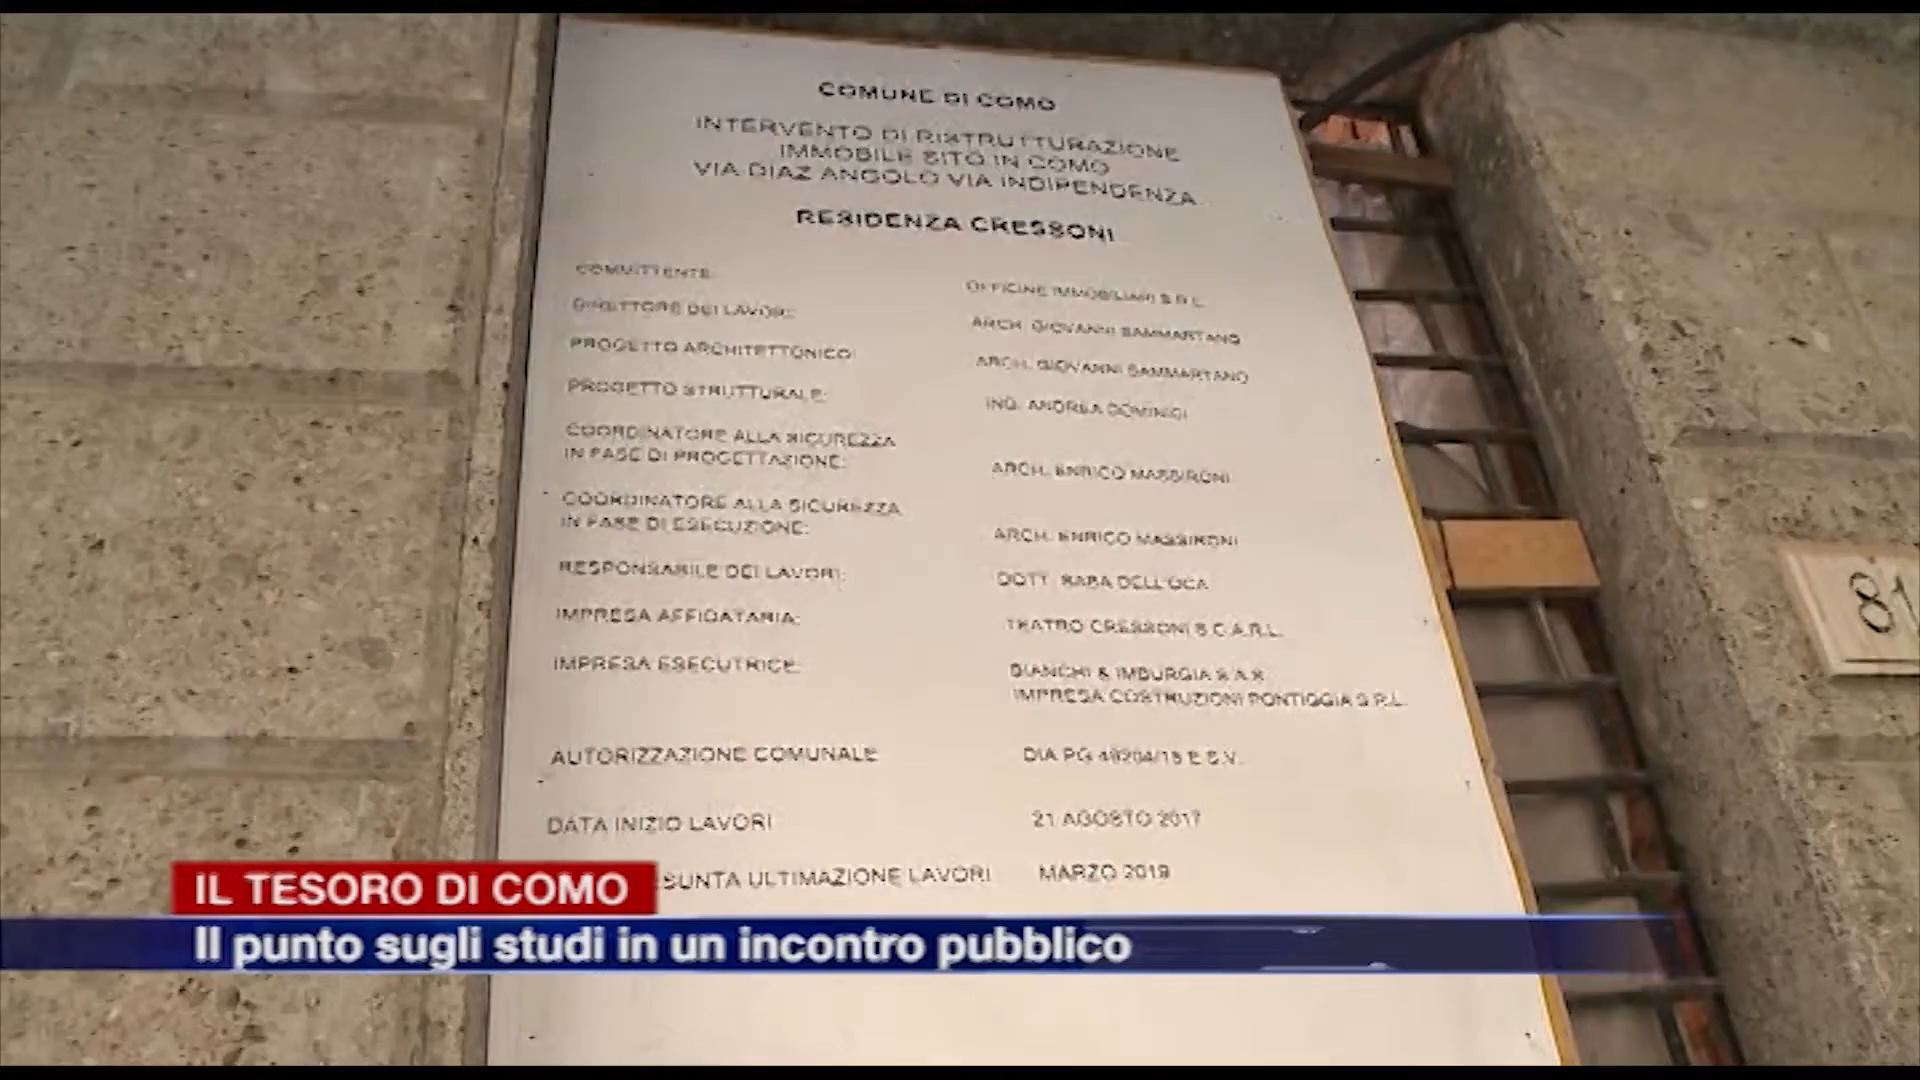 COMUNE DI COMO
INTERVENTO DI RISTRUTTURAZIONE
IMMOBILE SITO IN COMO
VIA DIAZ ANGOLO VIA INDIPENDENZA
RESIDENZA CRESSONI
COMMITTENTE: OFFICINE IMMOBILIARI S.R.L.
DIRETTORE DEI LAVORI: ARCH. GIOVANNI SAMMARTANO
PROGETTO ARCHITETTONICO: ARCH. GIOVANNI SAMMARTANO
PROGETTO STRUTTURALE: ING. ANDREA DOMINICI
COORDINATORE ALLA SICUREZZA
IN FASE DI PROGETTAZIONE: ARCH. ENRICO MASSIRONI
COORDINATORE ALLA SICUREZZA
IN FASE DI ESECUZIONE: ARCH. ENRICO MASSIRONI
RESPONSABILE DEI LAVORI: DOTT. DELL'OCA
IMPRESA AFFIDATARIA: TEATRO CRESSONI S.C.A.R.L.
IMPRESA ESECUTRICE: BIANCHI & IMBURGIA
IMPRESA COSTRUZIONI PONTIGGIA S.R.L.
AUTORIZZAZIONE COMUNALE DIA PG E S.V.
DATA INIZIO LAVORI 21 AGOSTO 2017
SUNTA ULTIMAZIONE LAVORI MARZO 2019
81
IL TESORO DI COMO
Il punto sugli studi in un incontro pubblico